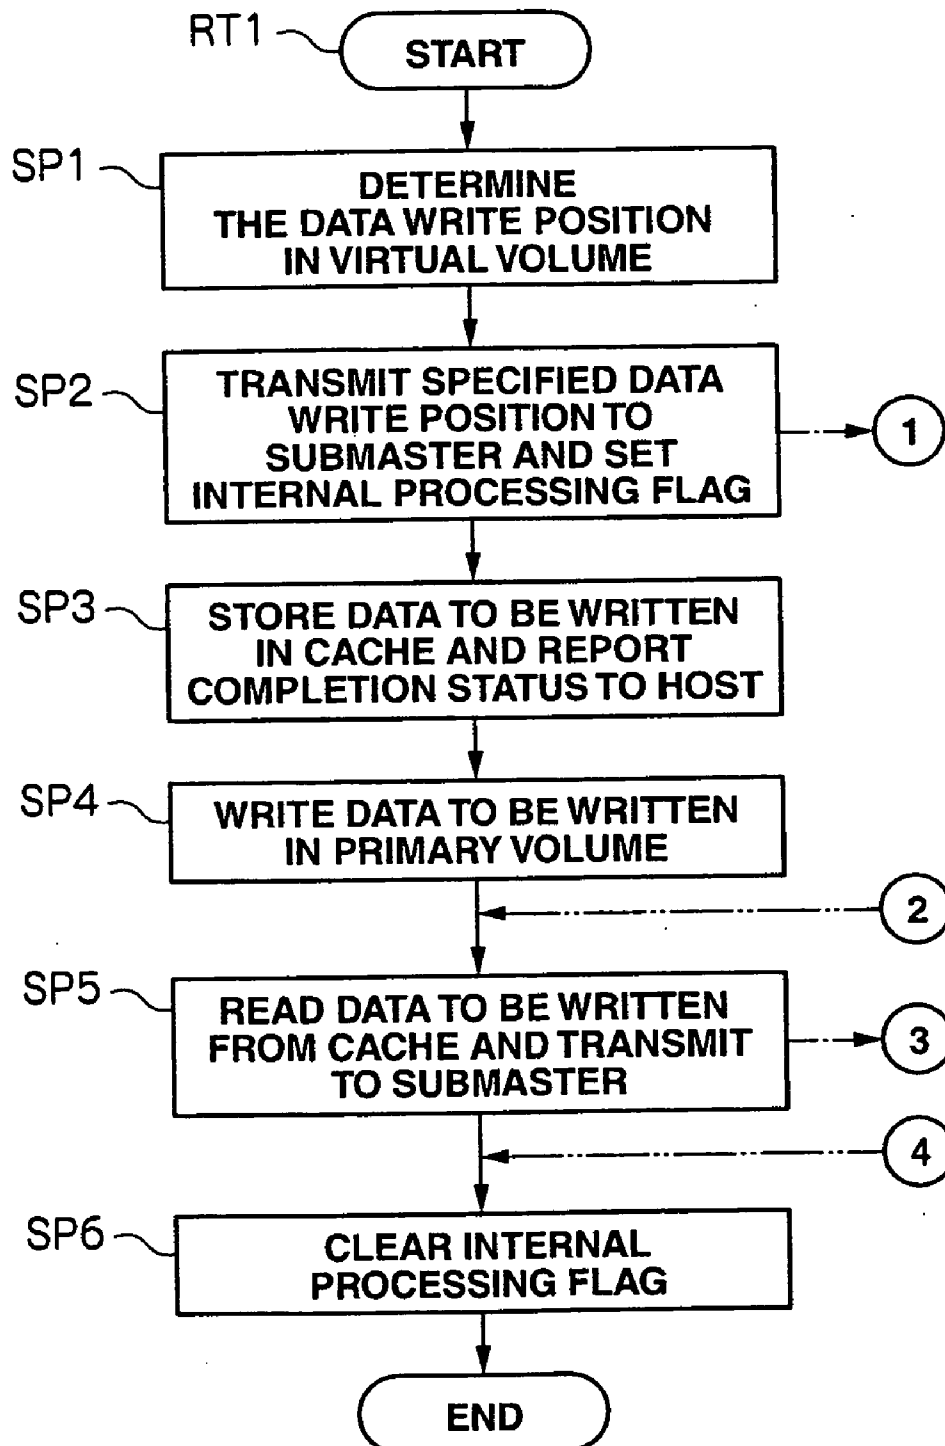 RT1
START
SP1
DETERMINE
THE DATA WRITE POSITION
IN VIRTUAL VOLUME
SP2
TRANSMIT SPECIFIED DATA
WRITE POSITION TO
SUBMASTER AND SET
INTERNAL PROCESSING FLAG
1
SP3
STORE DATA TO BE WRITTEN
IN CACHE AND REPORT
COMPLETION STATUS TO HOST
SP4
WRITE DATA TO BE WRITTEN
IN PRIMARY VOLUME
2
SP5
READ DATA TO BE WRITTEN
FROM CACHE AND TRANSMIT
TO SUBMASTER
3
4
SP6
CLEAR INTERNAL
PROCESSING FLAG
END